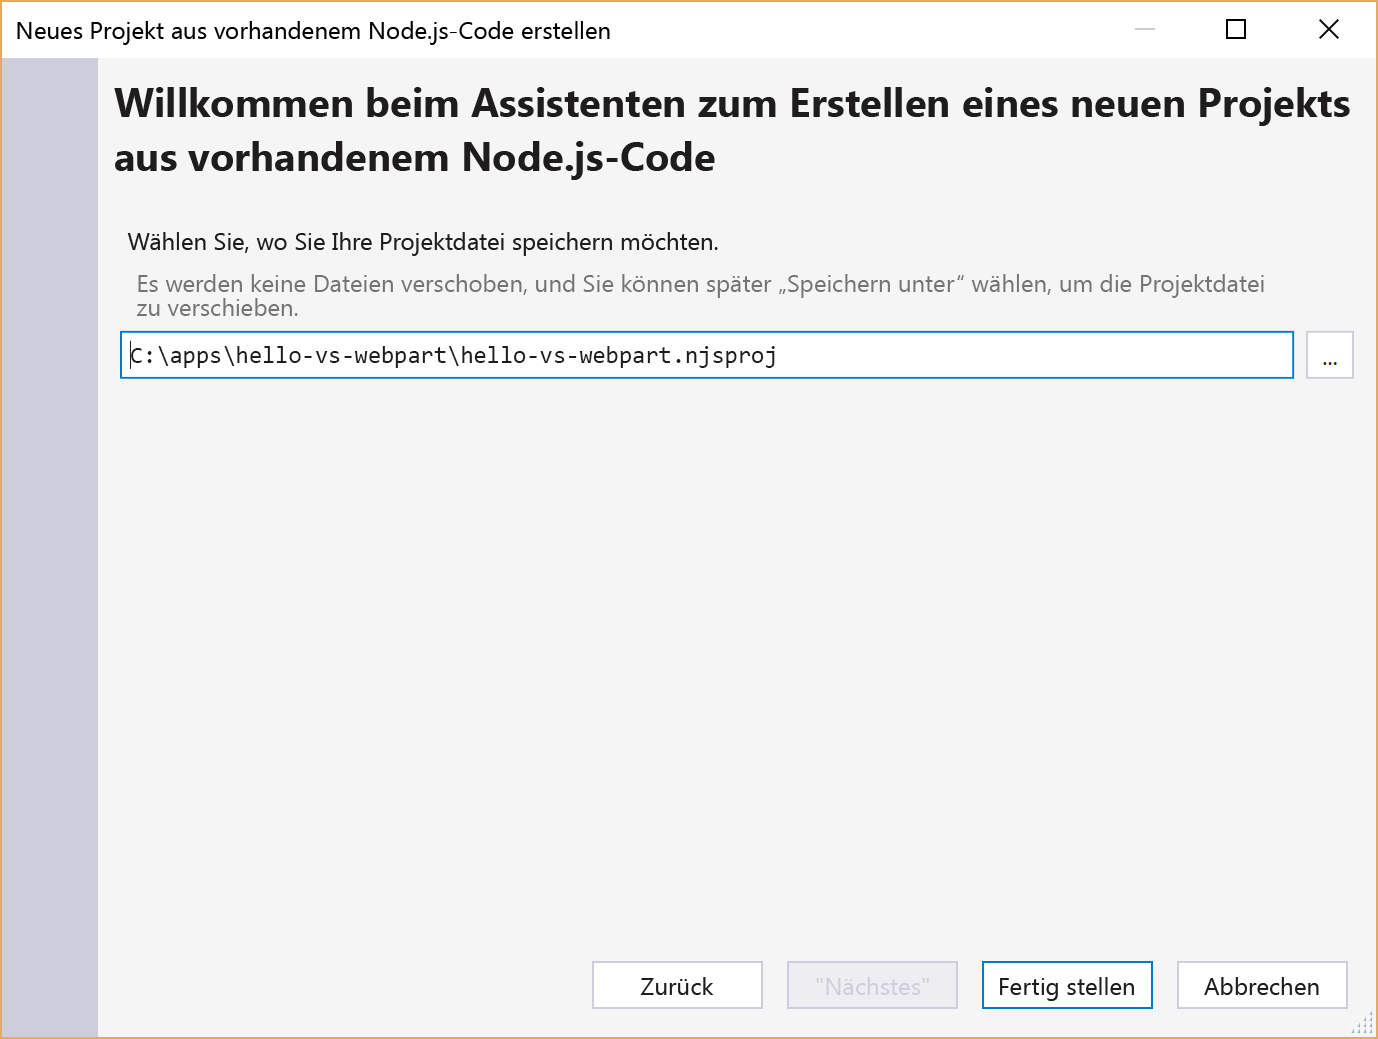 Neues Projekt aus vorhandenem Node.js-Code erstellen
Willkommen beim Assistenten zum Erstellen eines neuen Projekts
aus vorhandenem Node.js-Code
Wählen Sie, wo Sie Ihre Projektdatei speichern möchten.
Es werden keine Dateien verschoben, und Sie können später „Speichern unter“ wählen, um die Projektdatei
zu verschieben.
C:\apps\hello-vs-webpart\hello-vs-webpart.njsproj
...
Zurück
"Nächstes"
Fertig stellen
Abbrechen